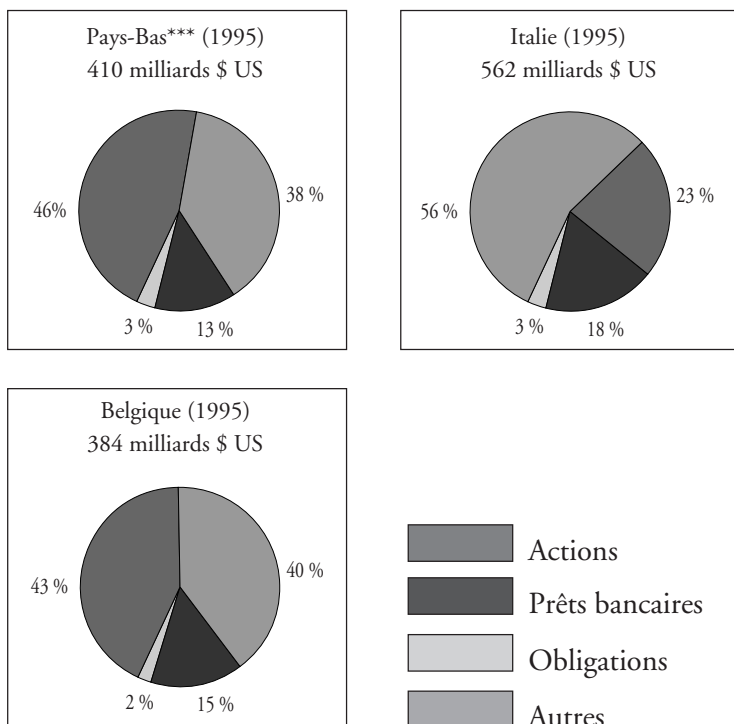 Pays-Bas*** (1995)
410 milliards $ US
46%
38 %
3 %
13 %
Italie (1995)
562 milliards $ US
56 %
23 %
3 %
18 %
Belgique (1995)
384 milliards $ US
43 %
40 %
2 %
15 %
Actions
Prêts bancaires
Obligations
Autres